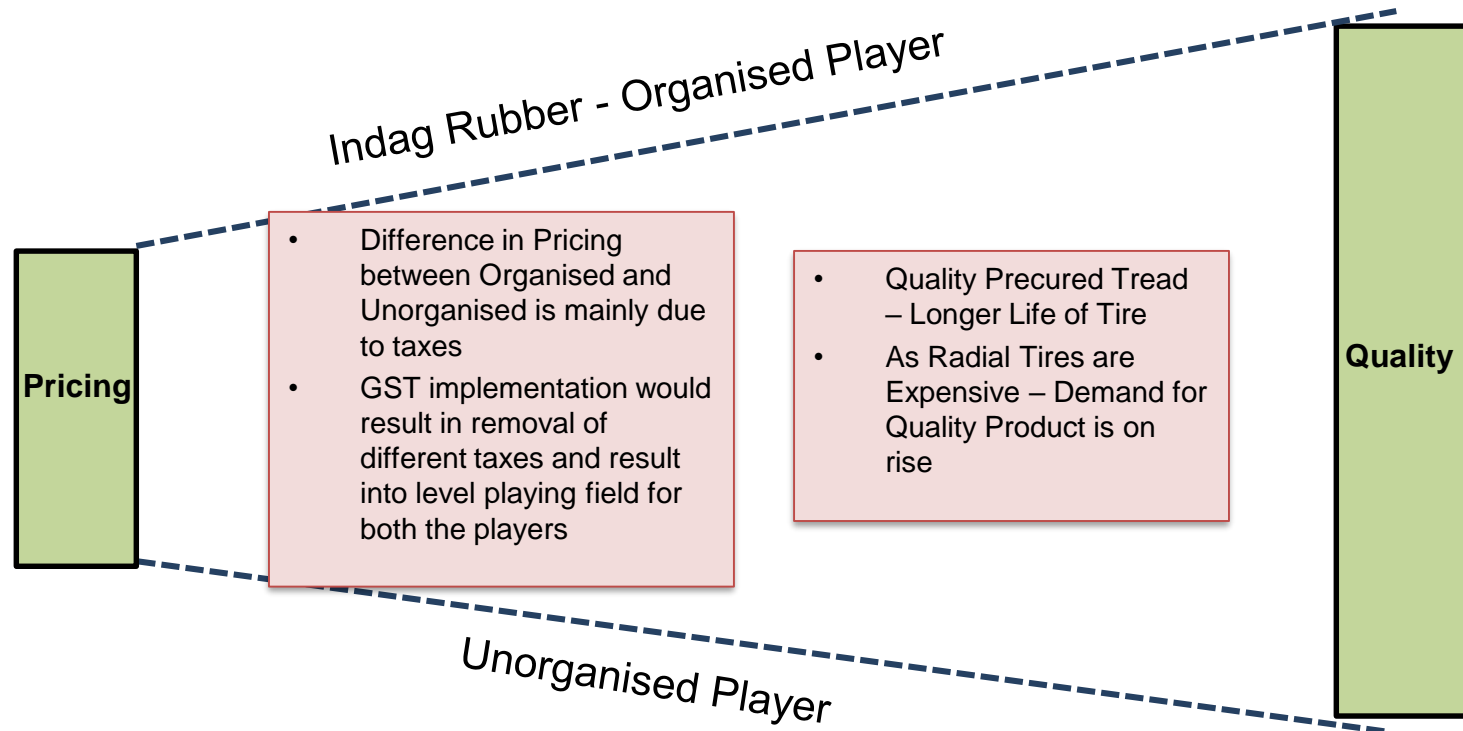 Indag Rubber - Organised Player
Pricing
• Difference in Pricing
between Organised and
Unorganised is mainly due
to taxes
• GST implementation would
result in removal of
different taxes and result
into level playing field for
both the players
• Quality Precured Tread
– Longer Life of Tire
• As Radial Tires are
Expensive – Demand for
Quality Product is on
rise
Quality
Unorganised Player